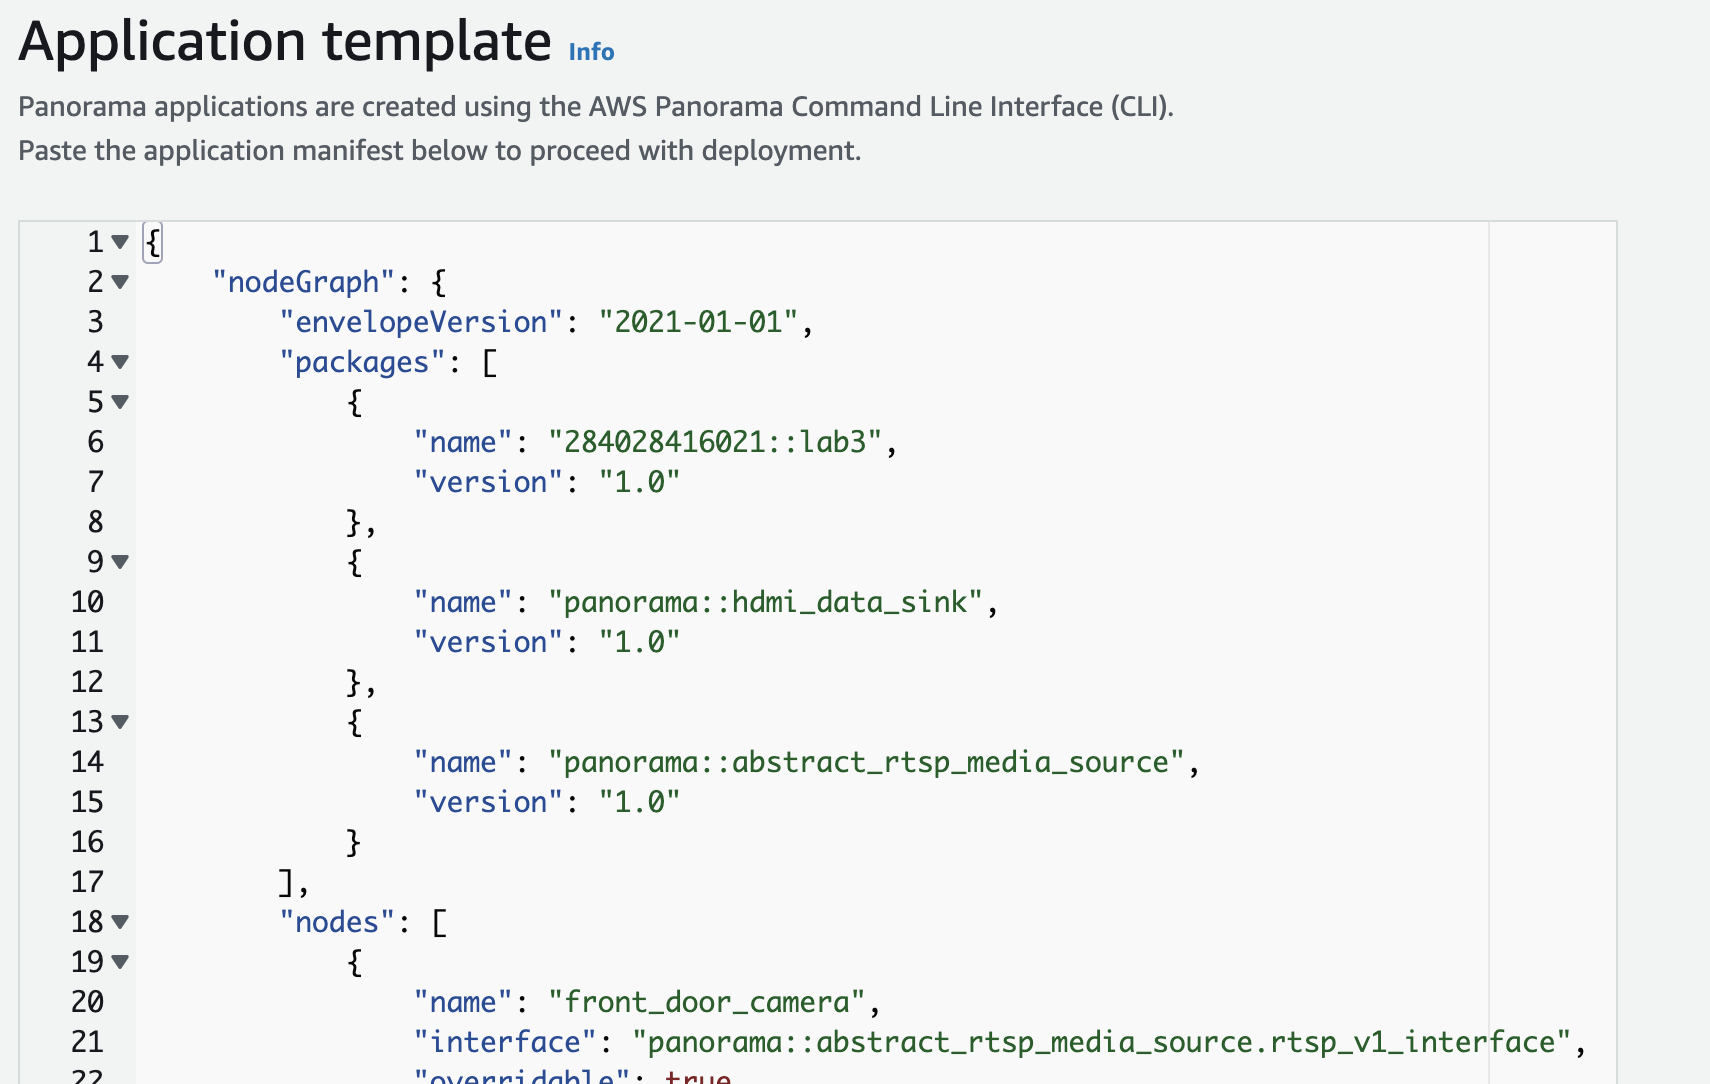 Application template Info
Panorama applications are created using the AWS Panorama Command Line Interface (CLI).
Paste the application manifest below to proceed with deployment.
1 {
2 "nodeGraph": {
3 "envelopeVersion": "2021-01-01",
4 "packages": [
5 {
6 "name": "284028416021::lab3",
7 "version": "1.0"
8 },
9 {
10 "name": "panorama::hdmi_data_sink",
11 "version": "1.0"
12 },
13 {
14 "name": "panorama::abstract_rtsp_media_source",
15 "version": "1.0"
16 }
17 ],
18 "nodes": [
19 {
20 "name": "front_door_camera",
21 "interface": "panorama::abstract_rtsp_media_source.rtsp_v1_interface",
22 "overridable": true